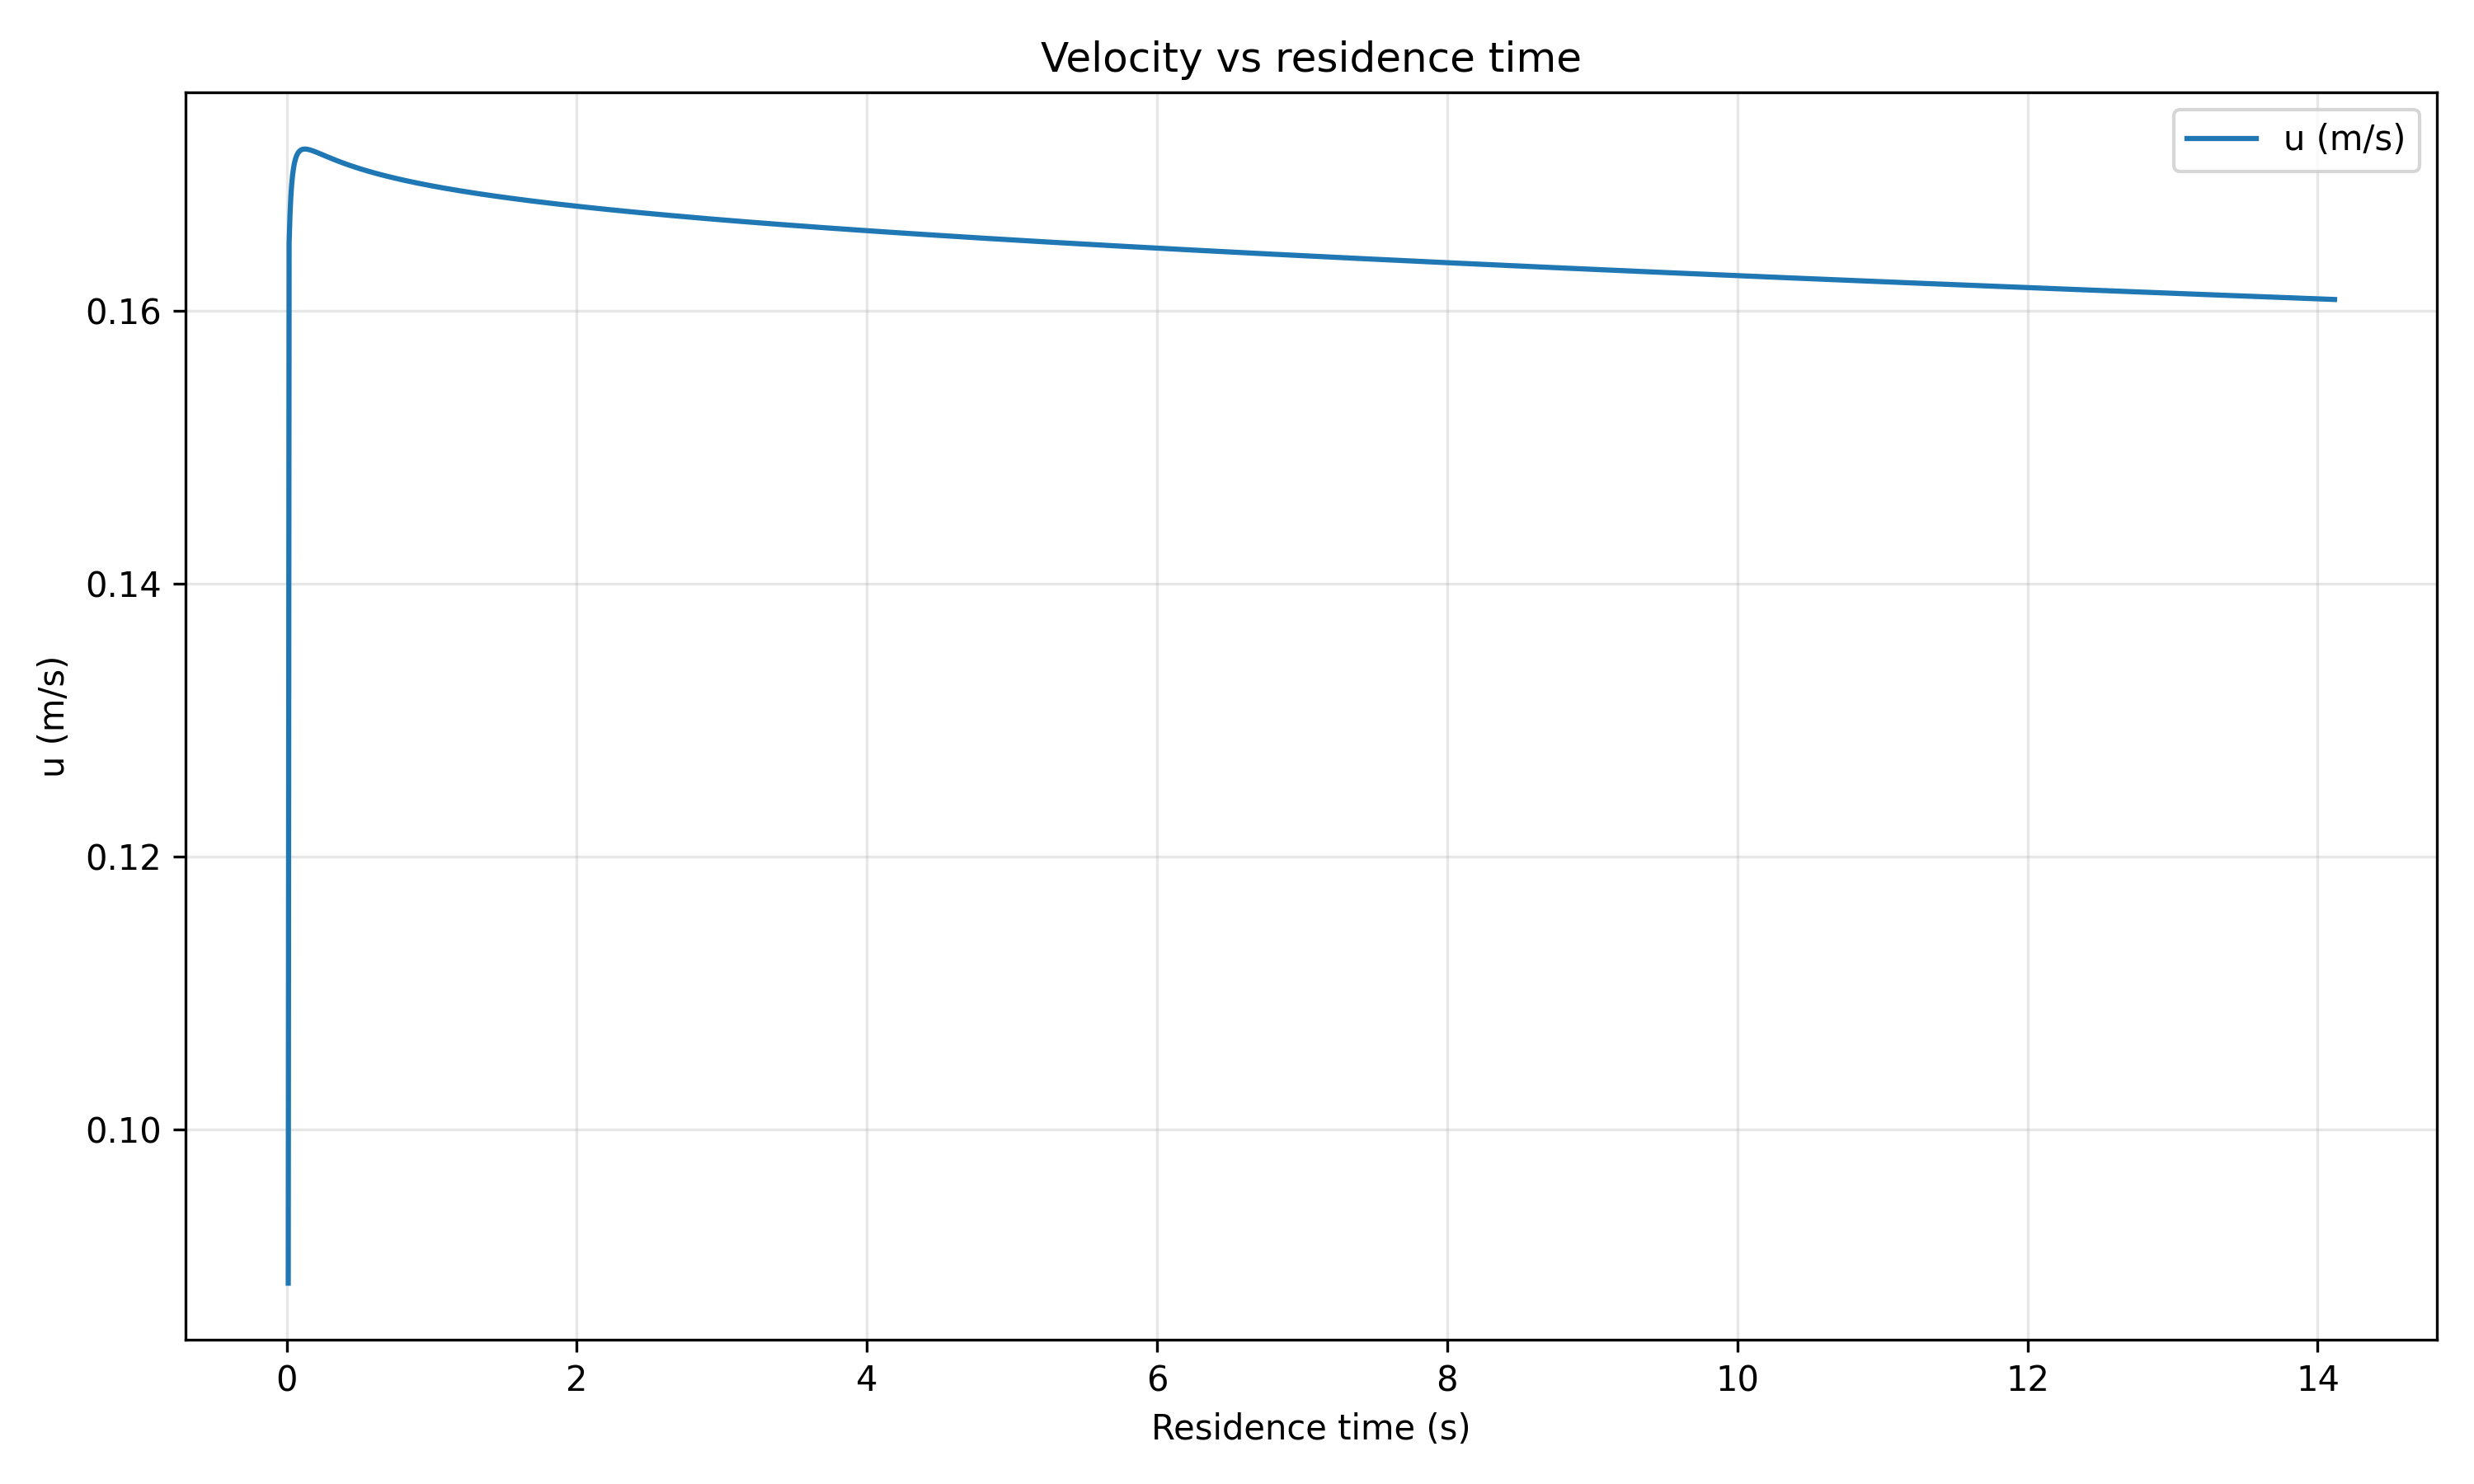 Velocity vs residence time
u (m/s)
0.16
0.14
0.12
0.10
u (m/s)
0 2 4 6 8 10 12 14
Residence time (s)